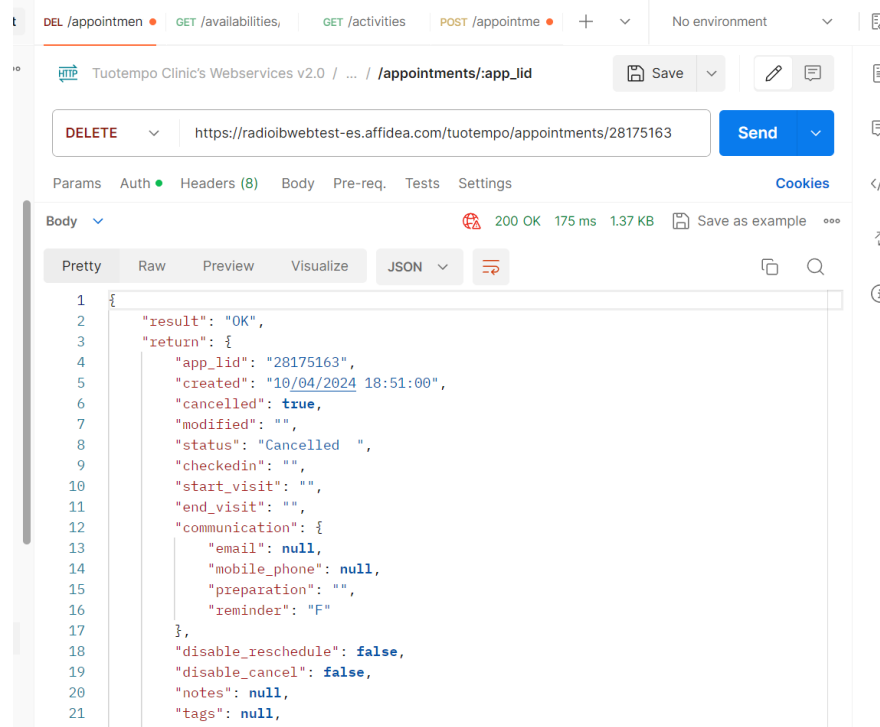 t DEL /appointmen GET /availabilities, GET /activities POST /appointme No environment
HTTP Tuotempo Clinic's Webservices v2.0 / ... / /appointments/:app_lid Save
DELETE https://radioibwebtest-es.affidea.com/tuotempo/appointments/28175163 Send
Params Auth Headers (8) Body Pre-req. Tests Settings Cookies
Body 200 OK 175 ms 1.37 KB Save as example
Pretty Raw Preview Visualize JSON
1 {
2 "result": "OK",
3 "return": {
4 "app_lid": "28175163",
5 "created": "10/04/2024 18:51:00",
6 "cancelled": true,
7 "modified": "",
8 "status": "Cancelled  ",
9 "checkedin": "",
10 "start_visit": "",
11 "end_visit": "",
12 "communication": {
13 "email": null,
14 "mobile_phone": null,
15 "preparation": "",
16 "reminder": "F"
17 },
18 "disable_reschedule": false,
19 "disable_cancel": false,
20 "notes": null,
21 "tags": null,